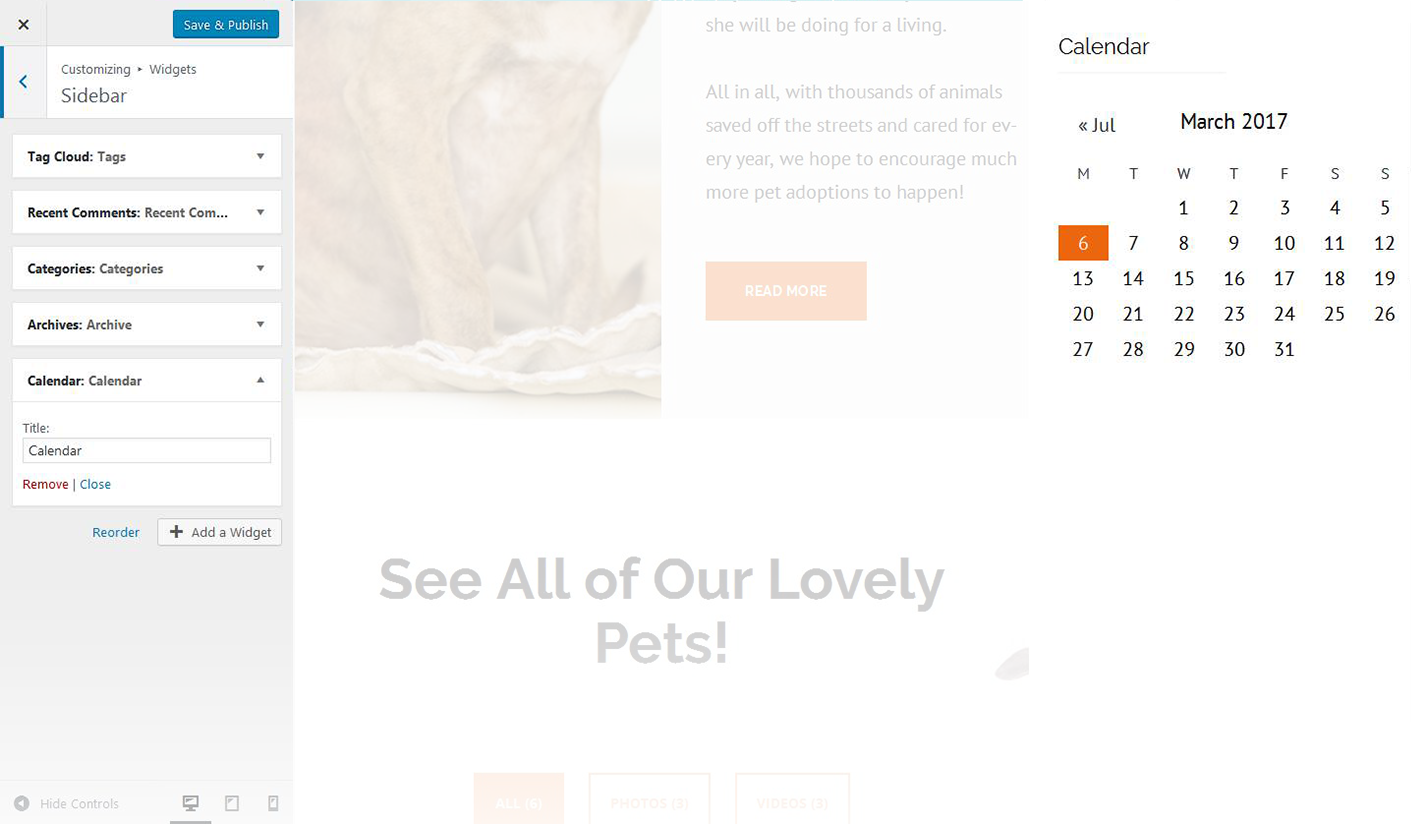 Save & Publish
Customizing ▸ Widgets
Sidebar
Tag Cloud: Tags
Recent Comments: Recent Com...
Categories: Categories
Archives: Archive
Calendar: Calendar
Title:
Calendar
Remove | Close
Reorder
Add a Widget
Hide Controls
she will be doing for a living.
All in all, with thousands of animals
saved off the streets and cared for ev-
ery year, we hope to encourage much
more pet adoptions to happen!
READ MORE
See All of Our Lovely
Pets!
ALL (6) PHOTOS (3) VIDEOS (3)
Calendar
« Jul March 2017
M T W T F S S
1 2 3 4 5
6 7 8 9 10 11 12
13 14 15 16 17 18 19
20 21 22 23 24 25 26
27 28 29 30 31